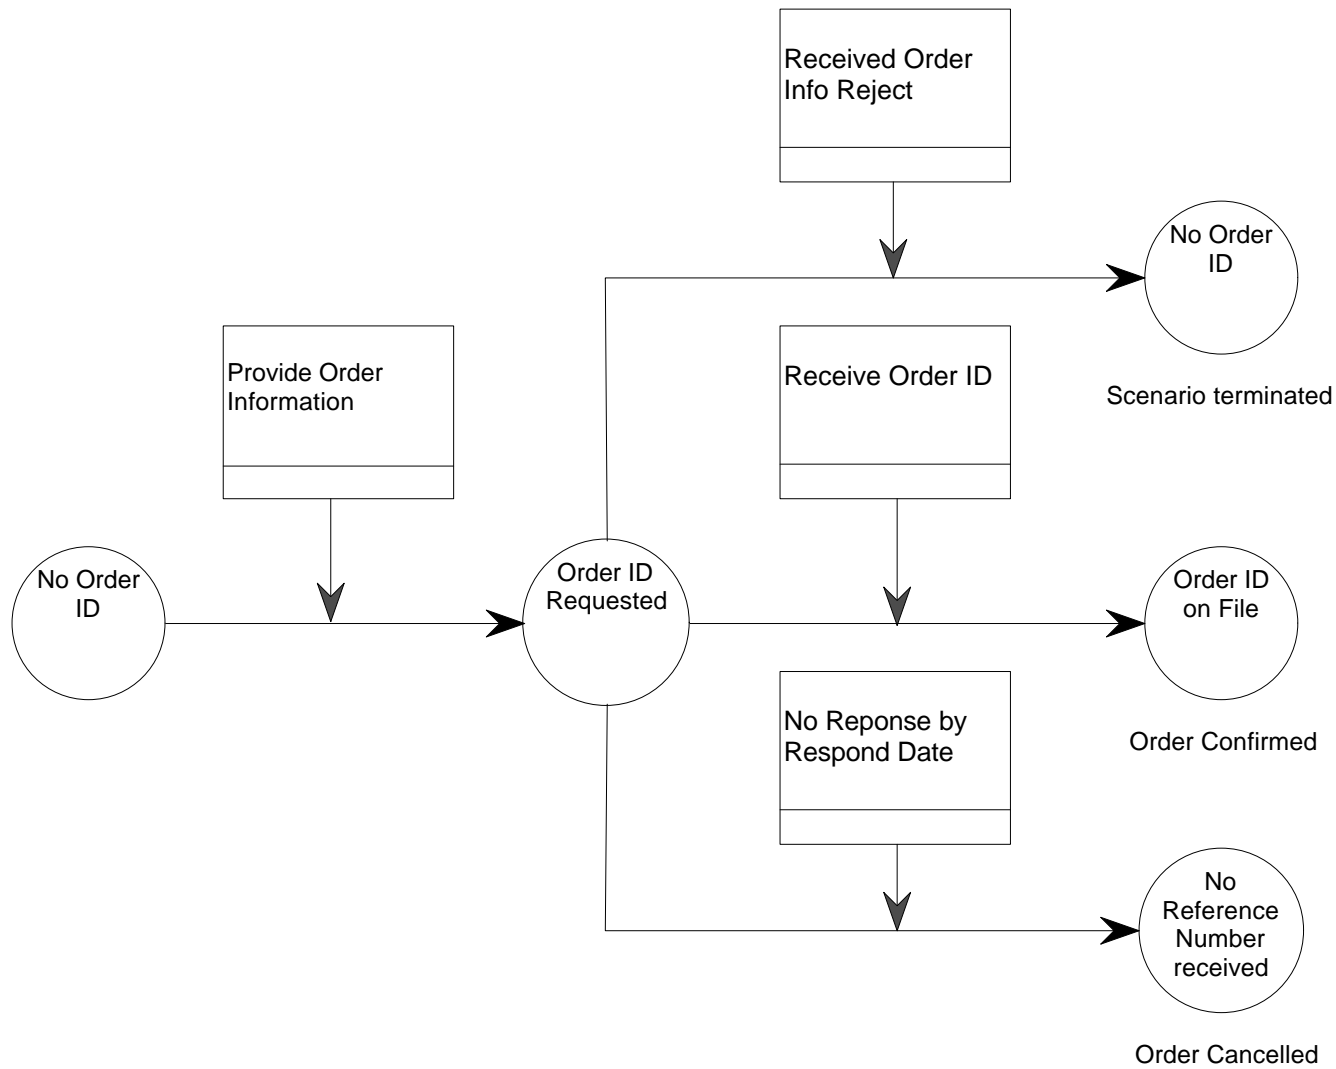 Received Order
Info Reject
No Order
ID
Scenario terminated
Provide Order
Information
Receive Order ID
No Order
ID
Order ID
Requested
Order ID
on File
Order Confirmed
No Reponse by
Respond Date
No
Reference
Number
received
Order Cancelled